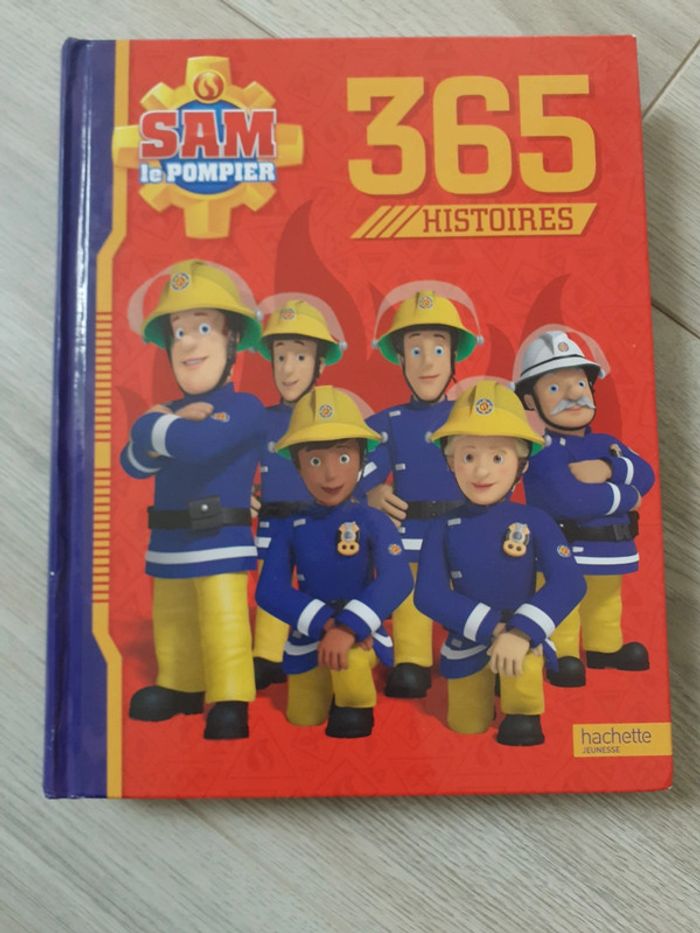 SAM
le POMPIER
365
HISTOIRES
hachette
JEUNESSE